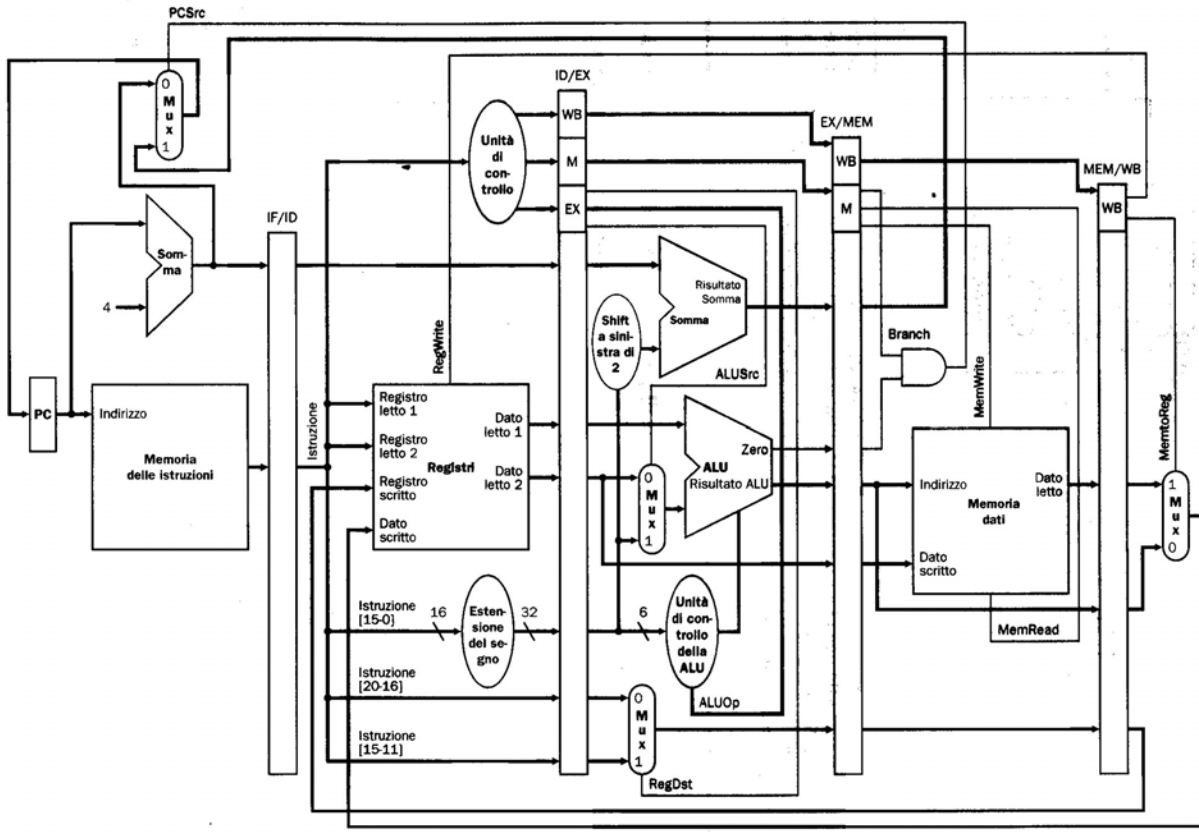 PCSrc
0
M
u
x
1
ID/EX
WB
M
EX
Unità
di
con-
trollo
EX/MEM
WB
M
MEM/WB
WB
IF/ID
Som-
ma
4
RegWrite
Shift
a sini-
stra di
2
Risultato
Somma
Somma
ALUSrc
Branch
MemWrite
MemtoReg
PC
Indirizzo
Memoria
delle istruzioni
Istruzione
Registro
letto 1
Registro
letto 2
Registro
scritto
Dato
scritto
Registri
Dato
letto 1
Dato
letto 2
0
M
u
x
1
Zero
ALU
Risultato ALU
Indirizzo
Dato
letto
Memoria
dati
Dato
scritto
1
M
u
x
0
MemRead
Istruzione
[15-0]
16
Esten-
sione
del se-
gno
32
6
Unità
di con-
trollo
della
ALU
ALUOp
Istruzione
[20-16]
Istruzione
[15-11]
0
M
u
x
1
RegDst